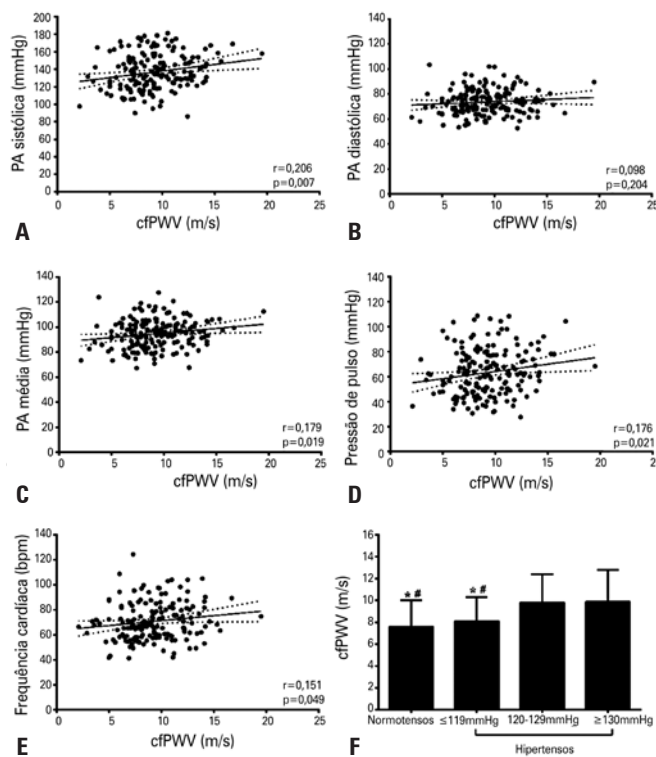 200
180
160
140
120
100
80
60
40
20
0
PA sistólica (mmHg)
r=0,206
p=0,007
0 5 10 15 20 25
cfPWV (m/s)
A
140
120
100
80
60
40
20
0
PA diastólica (mmHg)
r=0,098
p=0,204
0 5 10 15 20 25
cfPWV (m/s)
B
140
120
100
80
60
40
20
0
PA média (mmHg)
r=0,179
p=0,019
0 5 10 15 20 25
cfPWV (m/s)
C
140
120
100
80
60
40
20
0
Pressão de pulso (mmHg)
r=0,176
p=0,021
0 5 10 15 20 2
cfPWV (m/s)
D
140
120
100
80
60
40
20
0
Frequência cardíaca (bpm)
r=0,151
p=0,049
0 5 10 15 20 25
cfPWV (m/s)
E
16
14
12
10
8
6
4
2
0
cfPWV (m/s)
*# *#
Normotensos ≤119mmHg 120-129mmHg ≥130mmHg
Hipertensos
F